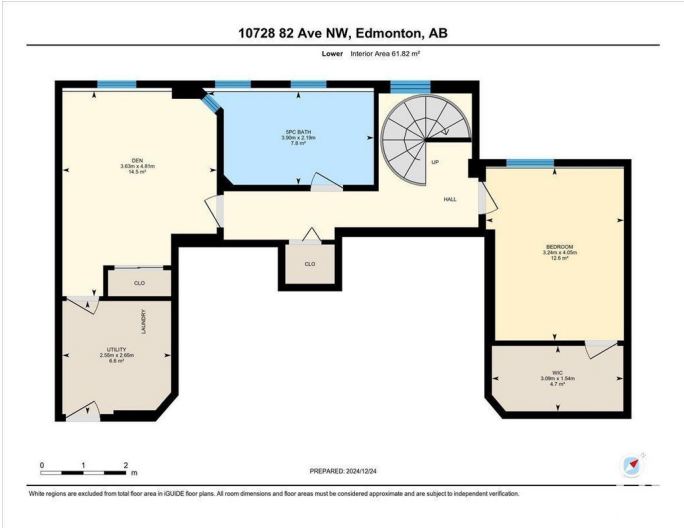 10728 82 Ave NW, Edmonton, AB
Lower Interior Area 61.82 m²
DEN
3.63m x 4.81m
14.5 m²
5PC BATH
3.90m x 2.19m
7.8 m²
UP
HALL
BEDROOM
3.24m x 4.05m
12.6 m²
CLO
CLO
LAUNDRY
UTILITY
2.55m x 2.65m
6.6 m²
WIC
3.09m x 1.54m
4.7 m²
0 1 2
m
PREPARED: 2024/12/24
White regions are excluded from total floor area in iGUIDE floor plans. All room dimensions and floor areas must be considered approximate and are subject to independent verification.